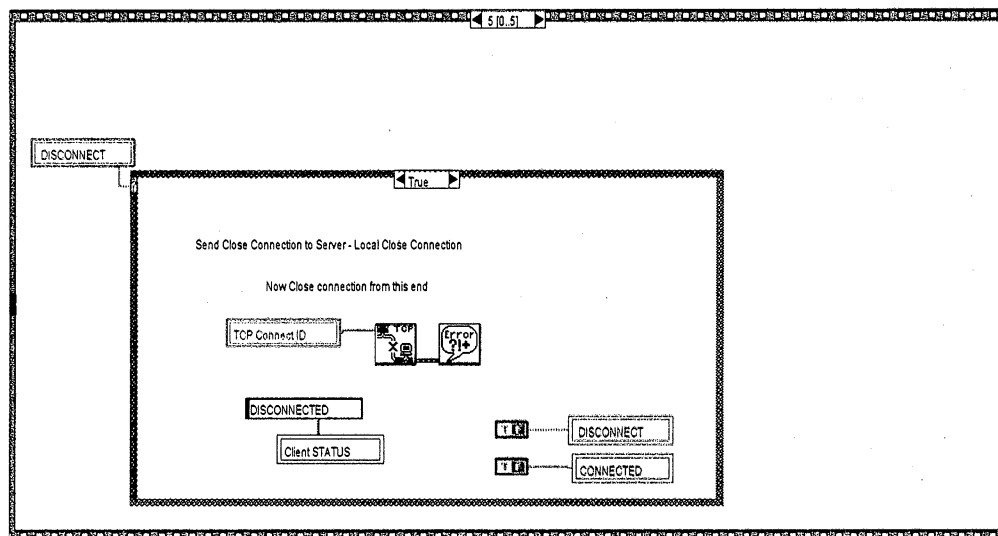 5 [0..5]
DISCONNECT
True
Send Close Connection to Server - Local Close Connection
Now Close connection from this end
TCP Connect ID
TCP
Error
?!+
DISCONNECTED
Client STATUS
T F
DISCONNECT
T F
CONNECTED